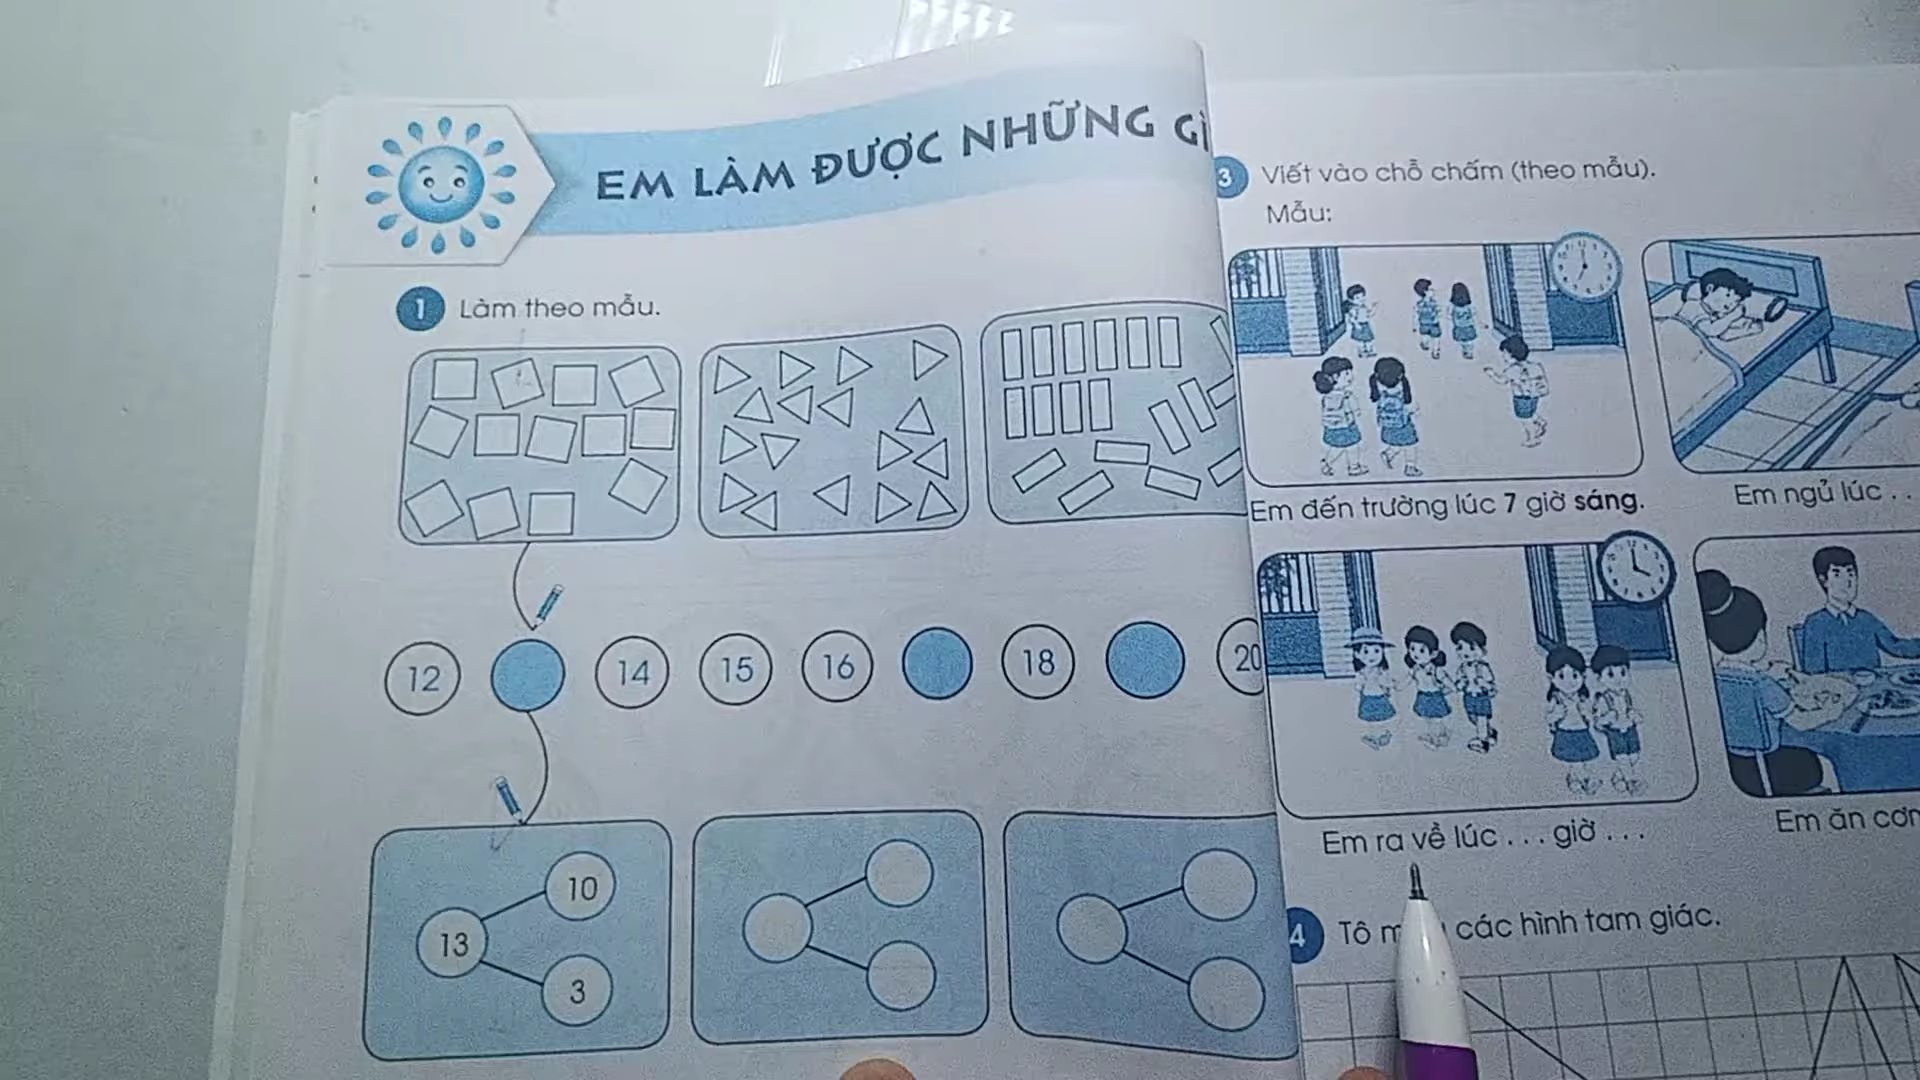 EM LÀM ĐƯỢC NHỮNG GÌ
1 Làm theo mẫu.
12 14 15 16 18 20
10
13
3
3 Viết vào chỗ chấm (theo mẫu).
Mẫu:
Em đến trường lúc 7 giờ sáng.
Em ngủ lúc . .
Em ra về lúc . . . giờ . . .
Em ăn cơm
4 Tô các hình tam giác.